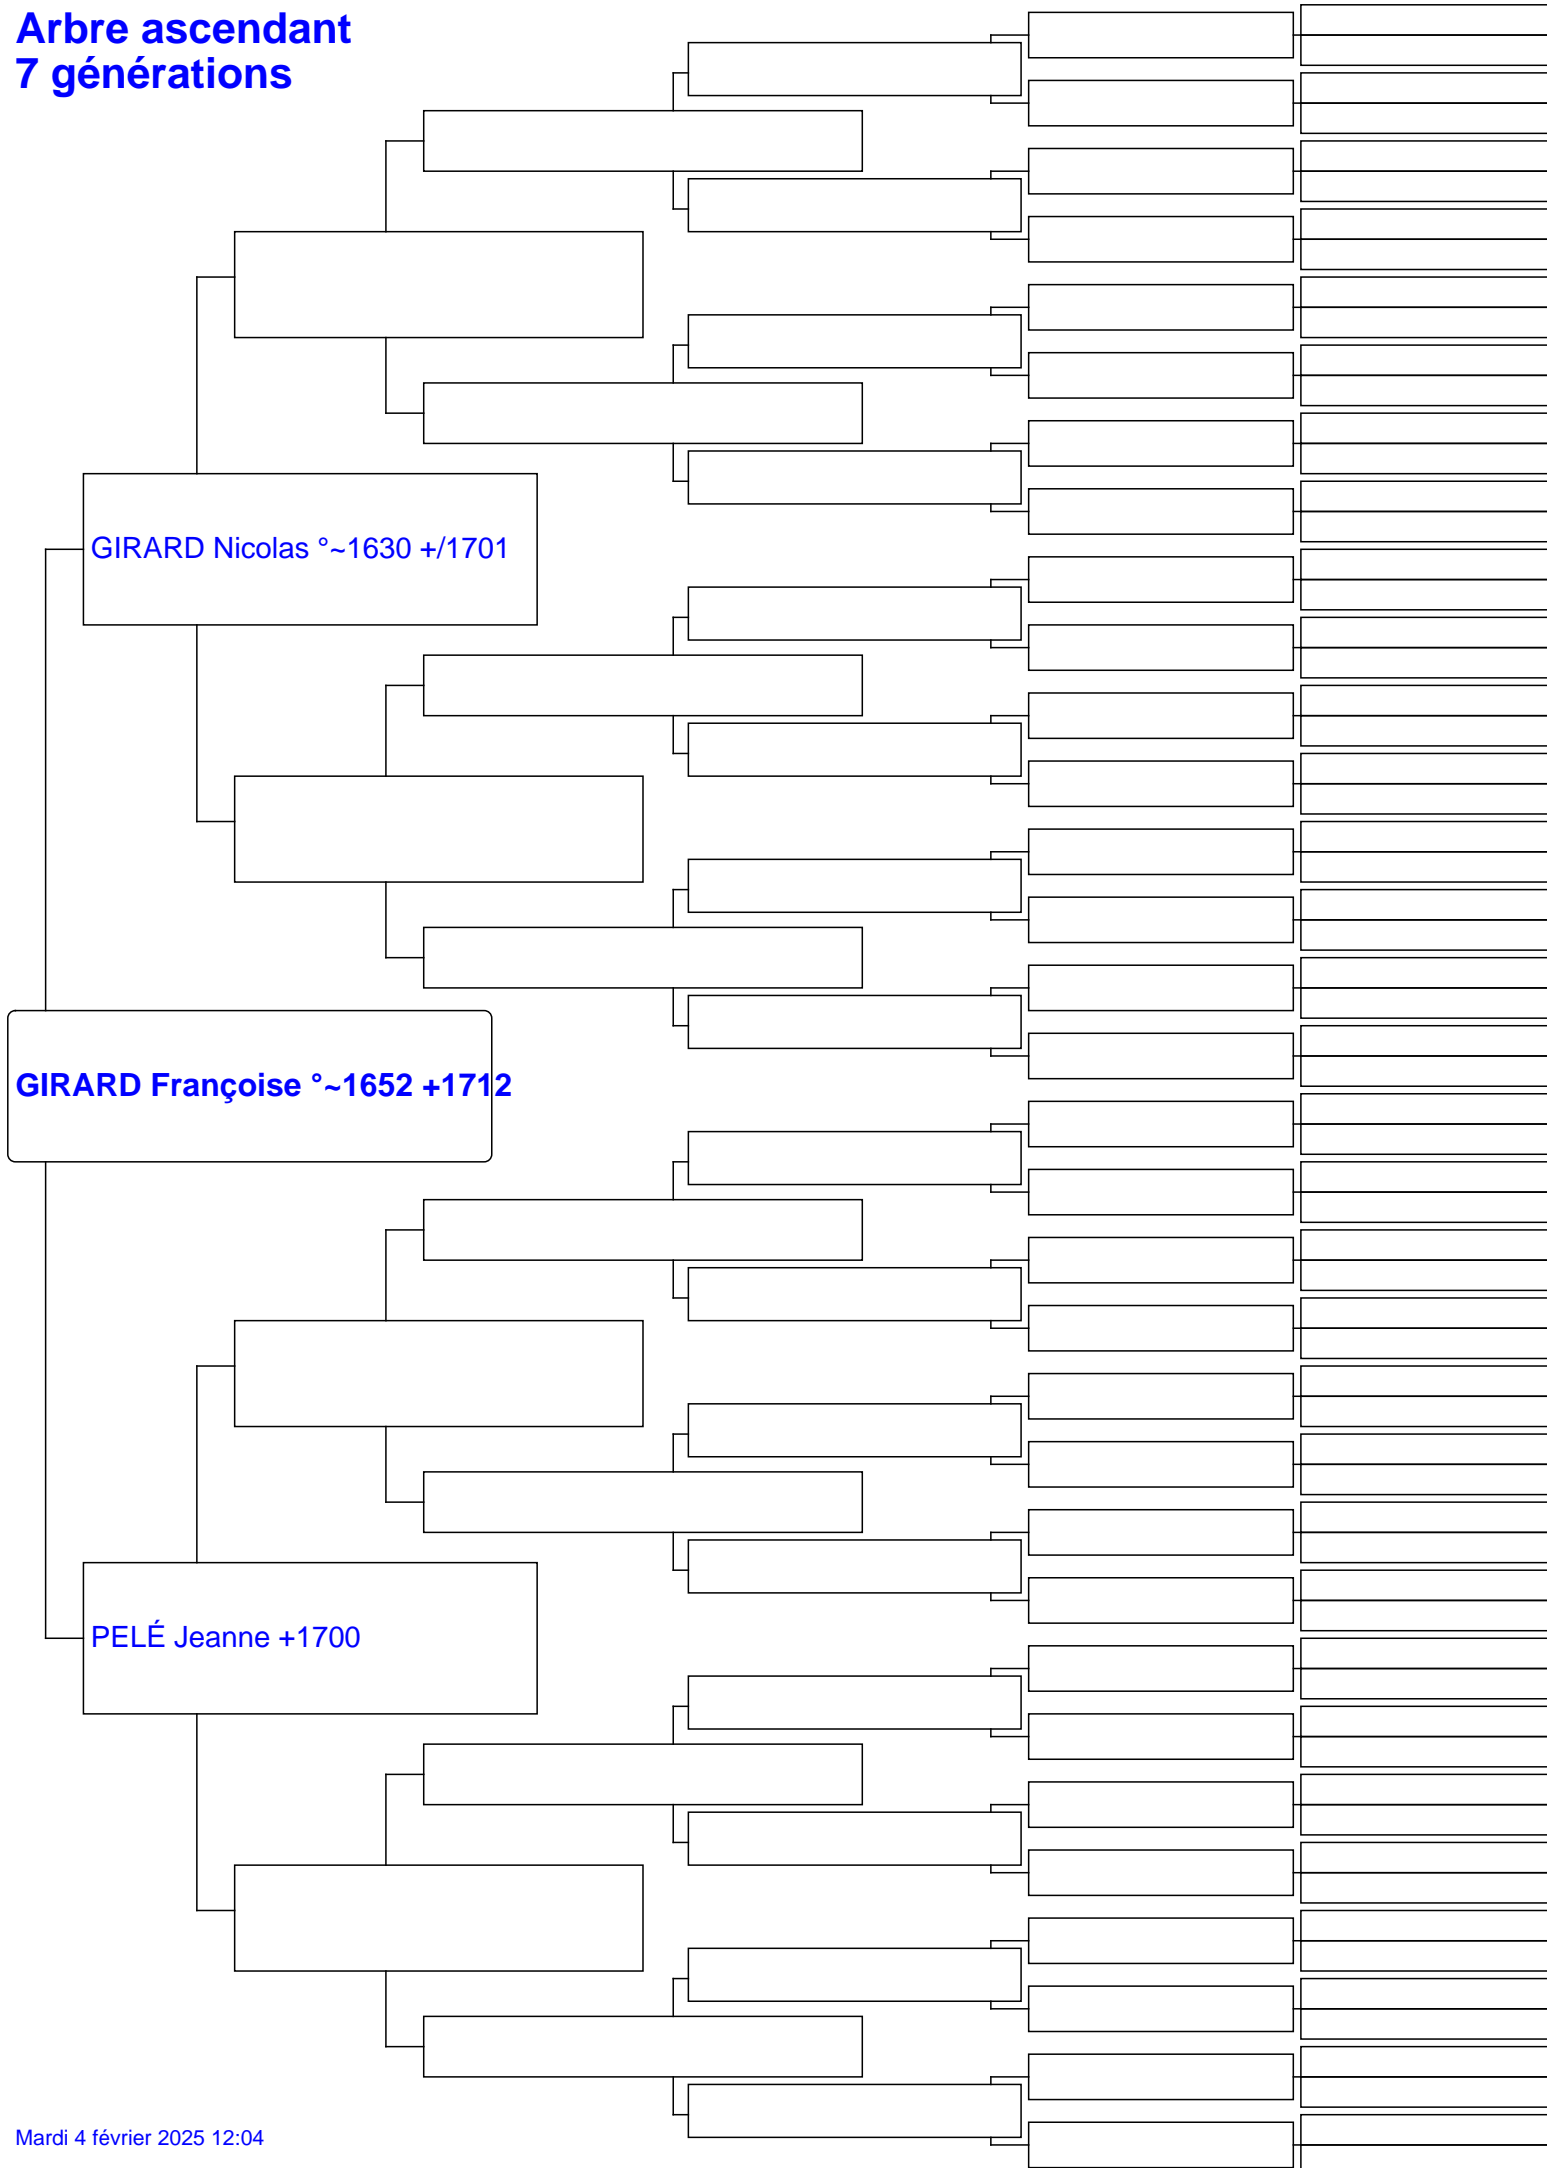 Arbre ascendant
7 générations
GIRARD Nicolas °~1630 +/1701
GIRARD Françoise °~1652 +1712
PELÉ Jeanne +1700
Mardi 4 février 2025 12:04